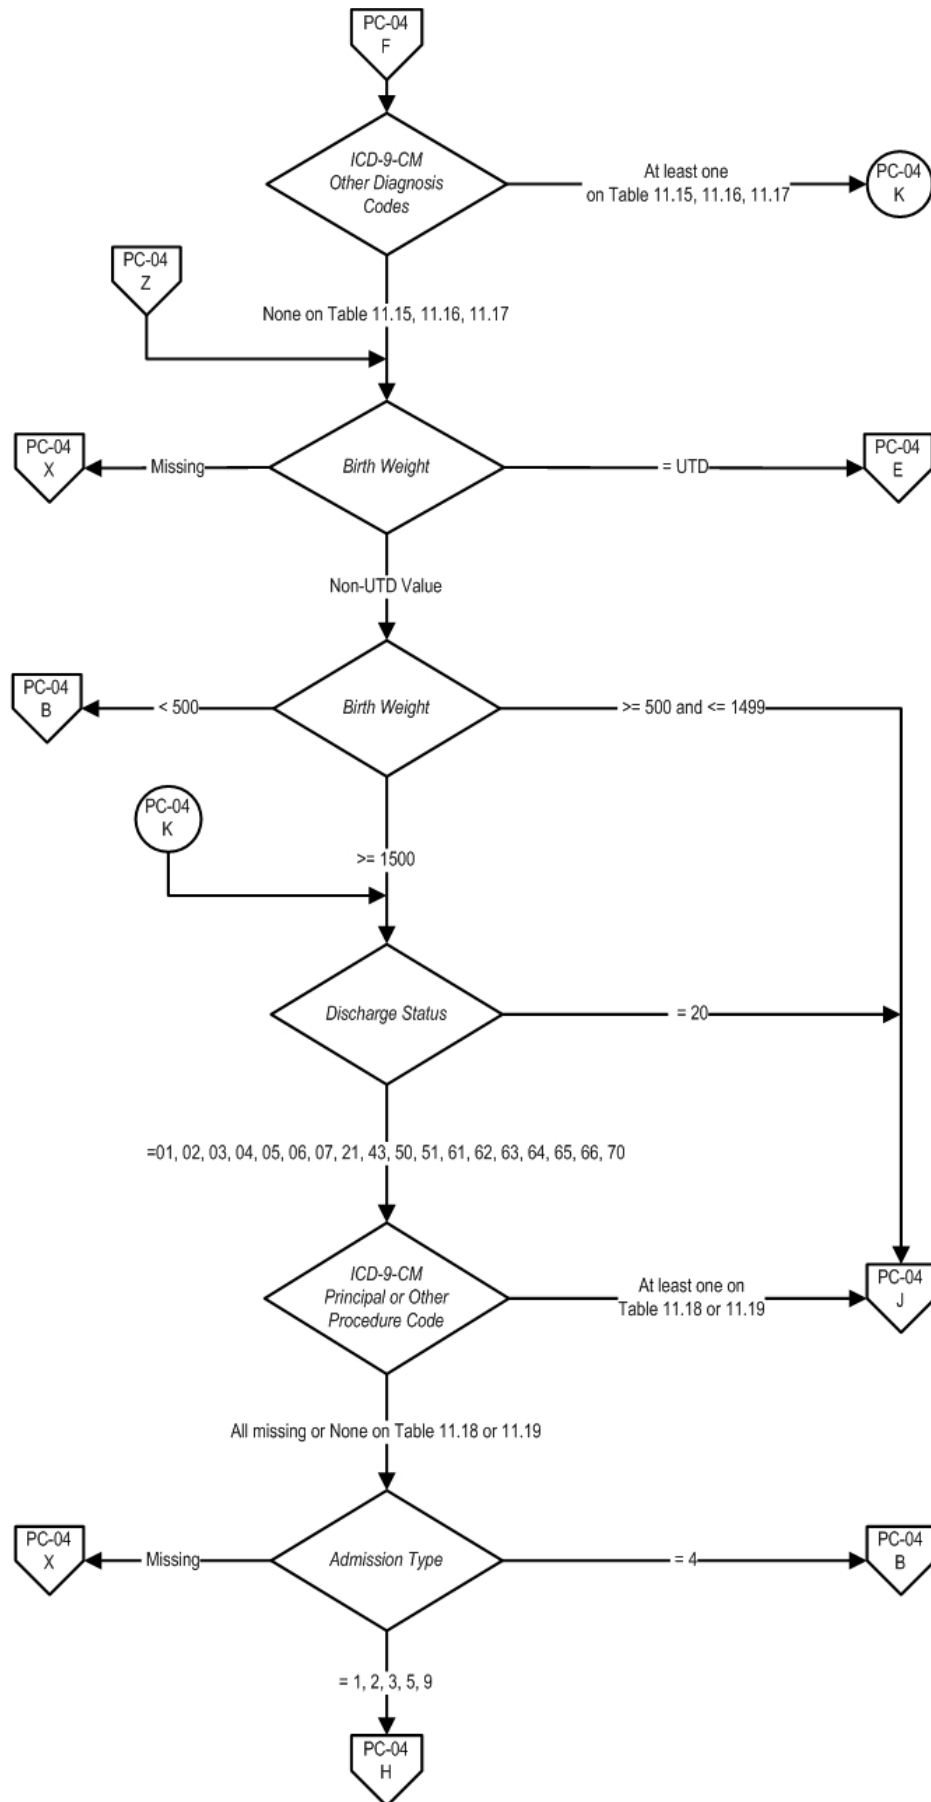 PC-04
F
ICD-9-CM
Other Diagnosis
Codes
At least one
on Table 11.15, 11.16, 11.17
PC-04
K
PC-04
Z
None on Table 11.15, 11.16, 11.17
PC-04
X
Missing
Birth Weight
= UTD
PC-04
E
Non-UTD Value
PC-04
B
< 500
Birth Weight
>= 500 and <= 1499
PC-04
K
>= 1500
Discharge Status
= 20
=01, 02, 03, 04, 05, 06, 07, 21, 43, 50, 51, 61, 62, 63, 64, 65, 66, 70
ICD-9-CM
Principal or Other
Procedure Code
At least one on
Table 11.18 or 11.19
PC-04
J
All missing or None on Table 11.18 or 11.19
PC-04
X
Missing
Admission Type
= 4
PC-04
B
= 1, 2, 3, 5, 9
PC-04
H